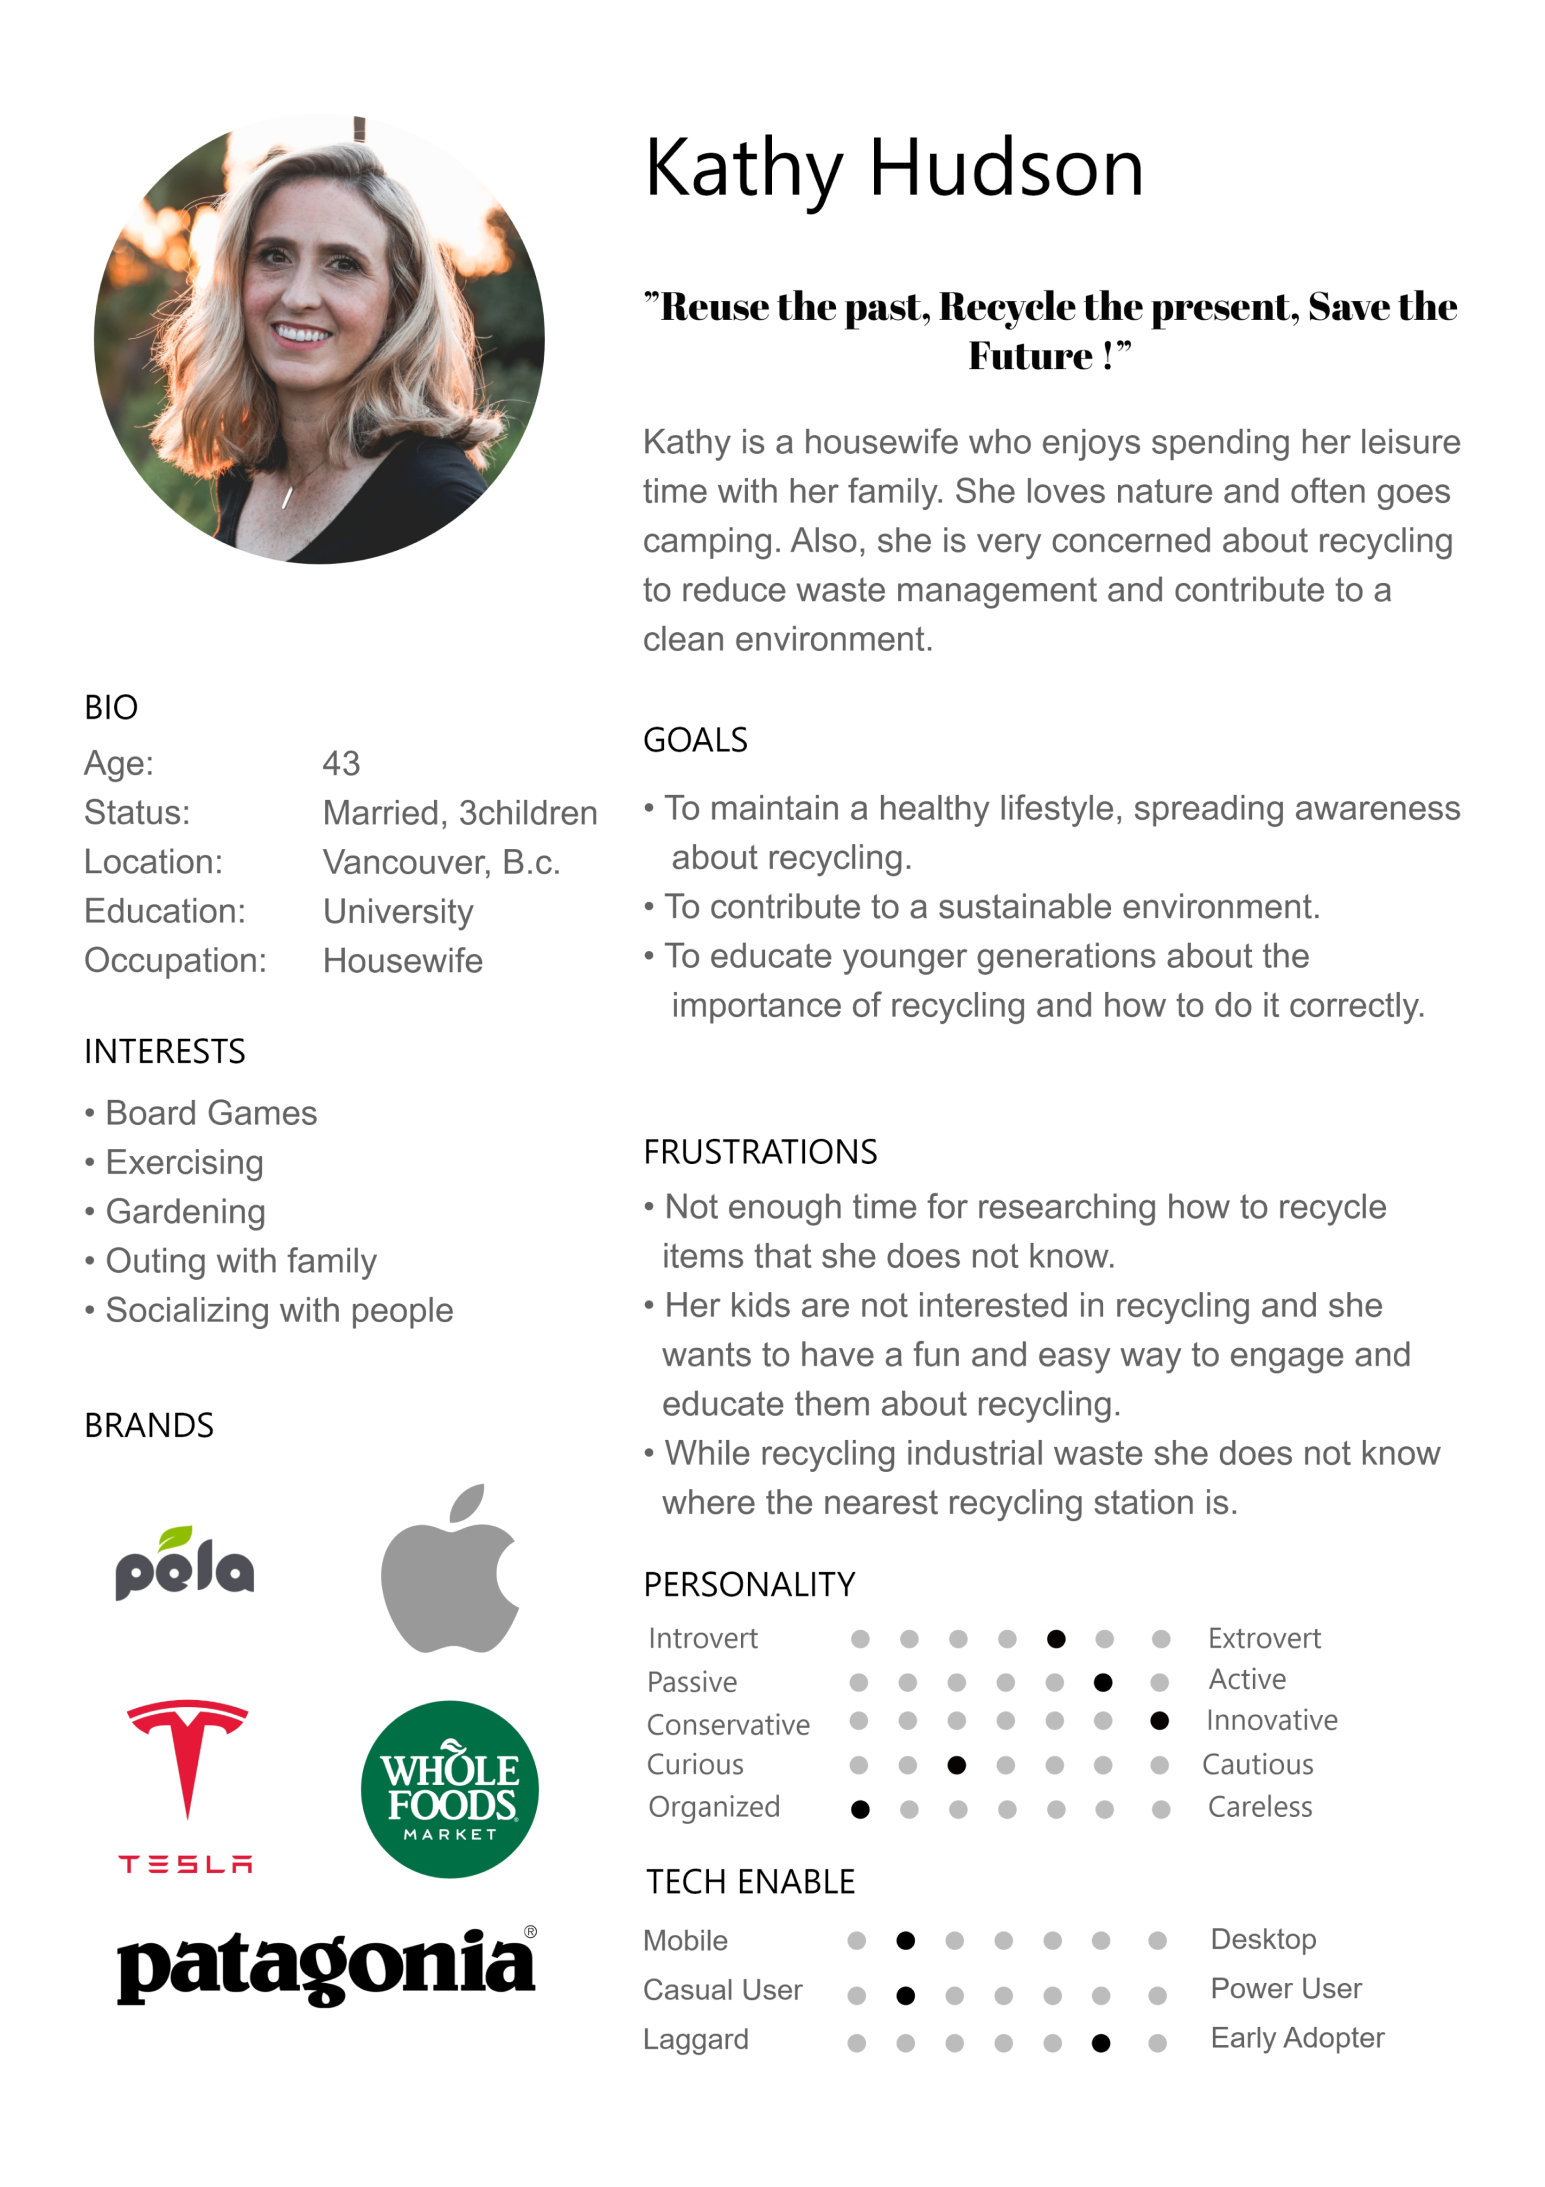 Kathy Hudson
”Reuse the past, Recycle the present, Save the
Future !”
Kathy is a housewife who enjoys spending her leisure
time with her family. She loves nature and often goes
camping. Also, she is very concerned about recycling
to reduce waste management and contribute to a
clean environment.
BIO
Age: 43
Status: Married, 3children
Location: Vancouver, B.c.
Education: University
Occupation: Housewife
INTERESTS
• Board Games
• Exercising
• Gardening
• Outing with family
• Socializing with people
BRANDS
pela
TESLA
WHOLE
FOODS
MARKET
patagonia®
GOALS
• To maintain a healthy lifestyle, spreading awareness
about recycling.
• To contribute to a sustainable environment.
• To educate younger generations about the
importance of recycling and how to do it correctly.
FRUSTRATIONS
• Not enough time for researching how to recycle
items that she does not know.
• Her kids are not interested in recycling and she
wants to have a fun and easy way to engage and
educate them about recycling.
• While recycling industrial waste she does not know
where the nearest recycling station is.
PERSONALITY
Introvert Extrovert
Passive Active
Conservative Innovative
Curious Cautious
Organized Careless
TECH ENABLE
Mobile Desktop
Casual User Power User
Laggard Early Adopter